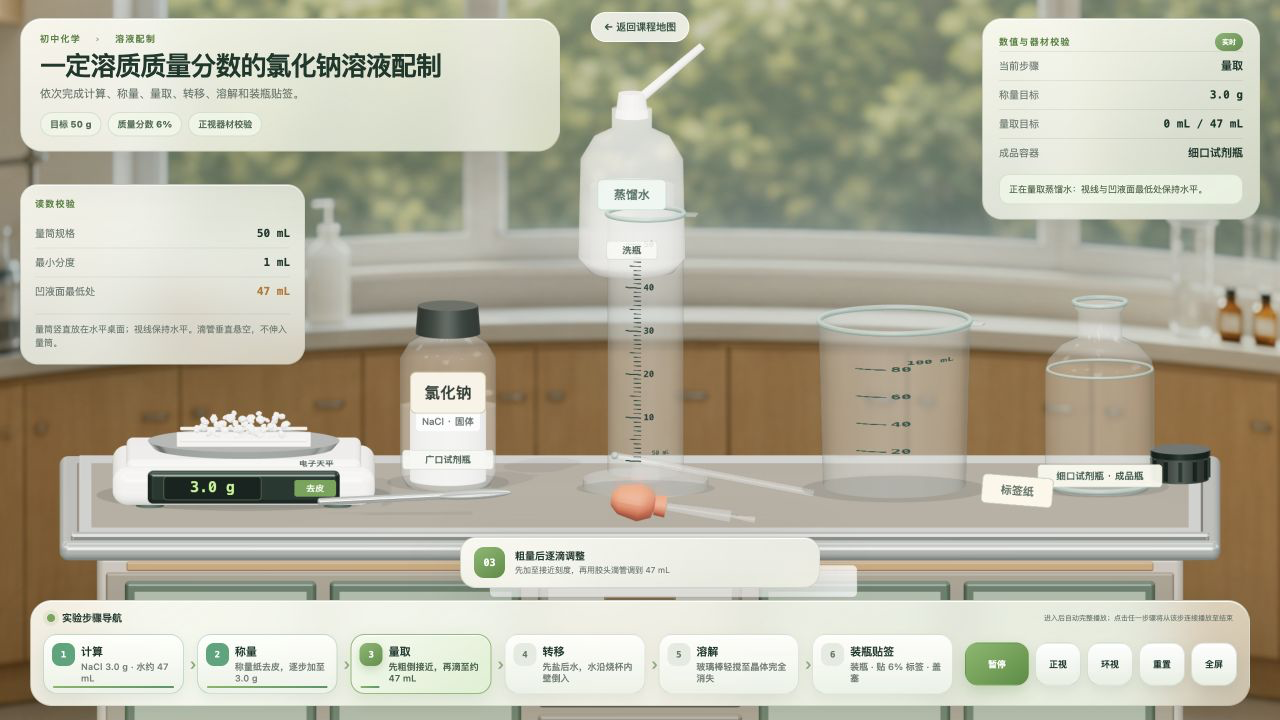 ← 返回课程地图
初中化学 › 溶液配制
一定溶质质量分数的氯化钠溶液配制
依次完成计算、称量、量取、转移、溶解和装瓶贴签。
目标 50 g 质量分数 6% 正视器材校验
数值与器材校验 实时
当前步骤 量取
称量目标 3.0 g
量取目标 0 mL / 47 mL
成品容器 细口试剂瓶
正在量取蒸馏水：视线与凹液面最低处保持水平。
读数校验
量筒规格 50 mL
最小分度 1 mL
凹液面最低处 47 mL
量筒竖直放在水平桌面；视线保持水平。滴管垂直悬空，不伸入
量筒。
蒸馏水
洗瓶
50
40
30
20
10
50 mL
氯化钠
NaCl · 固体
广口试剂瓶
电子天平
3.0 g
去皮
100 mL
80
60
40
20
标签纸
细口试剂瓶 · 成品瓶
03
粗量后逐滴调整
先加至接近刻度，再用胶头滴管调到 47 mL
实验步骤导航
进入后自动完整播放；点击任一步骤将从该步连播放至结束
1 计算
NaCl 3.0 g · 水约 47
mL
›
2 称量
称量纸去皮，逐步加至
3.0 g
›
3 量取
先粗倒接近，再滴至约
47 mL
›
4 转移
先盐后水，水沿烧杯内
壁倒入
›
5 溶解
玻璃棒轻搅至晶体完全
消失
›
6 装瓶贴签
装瓶 · 贴 6% 标签 · 盖
塞
暂停 正视 环视 重置 全屏